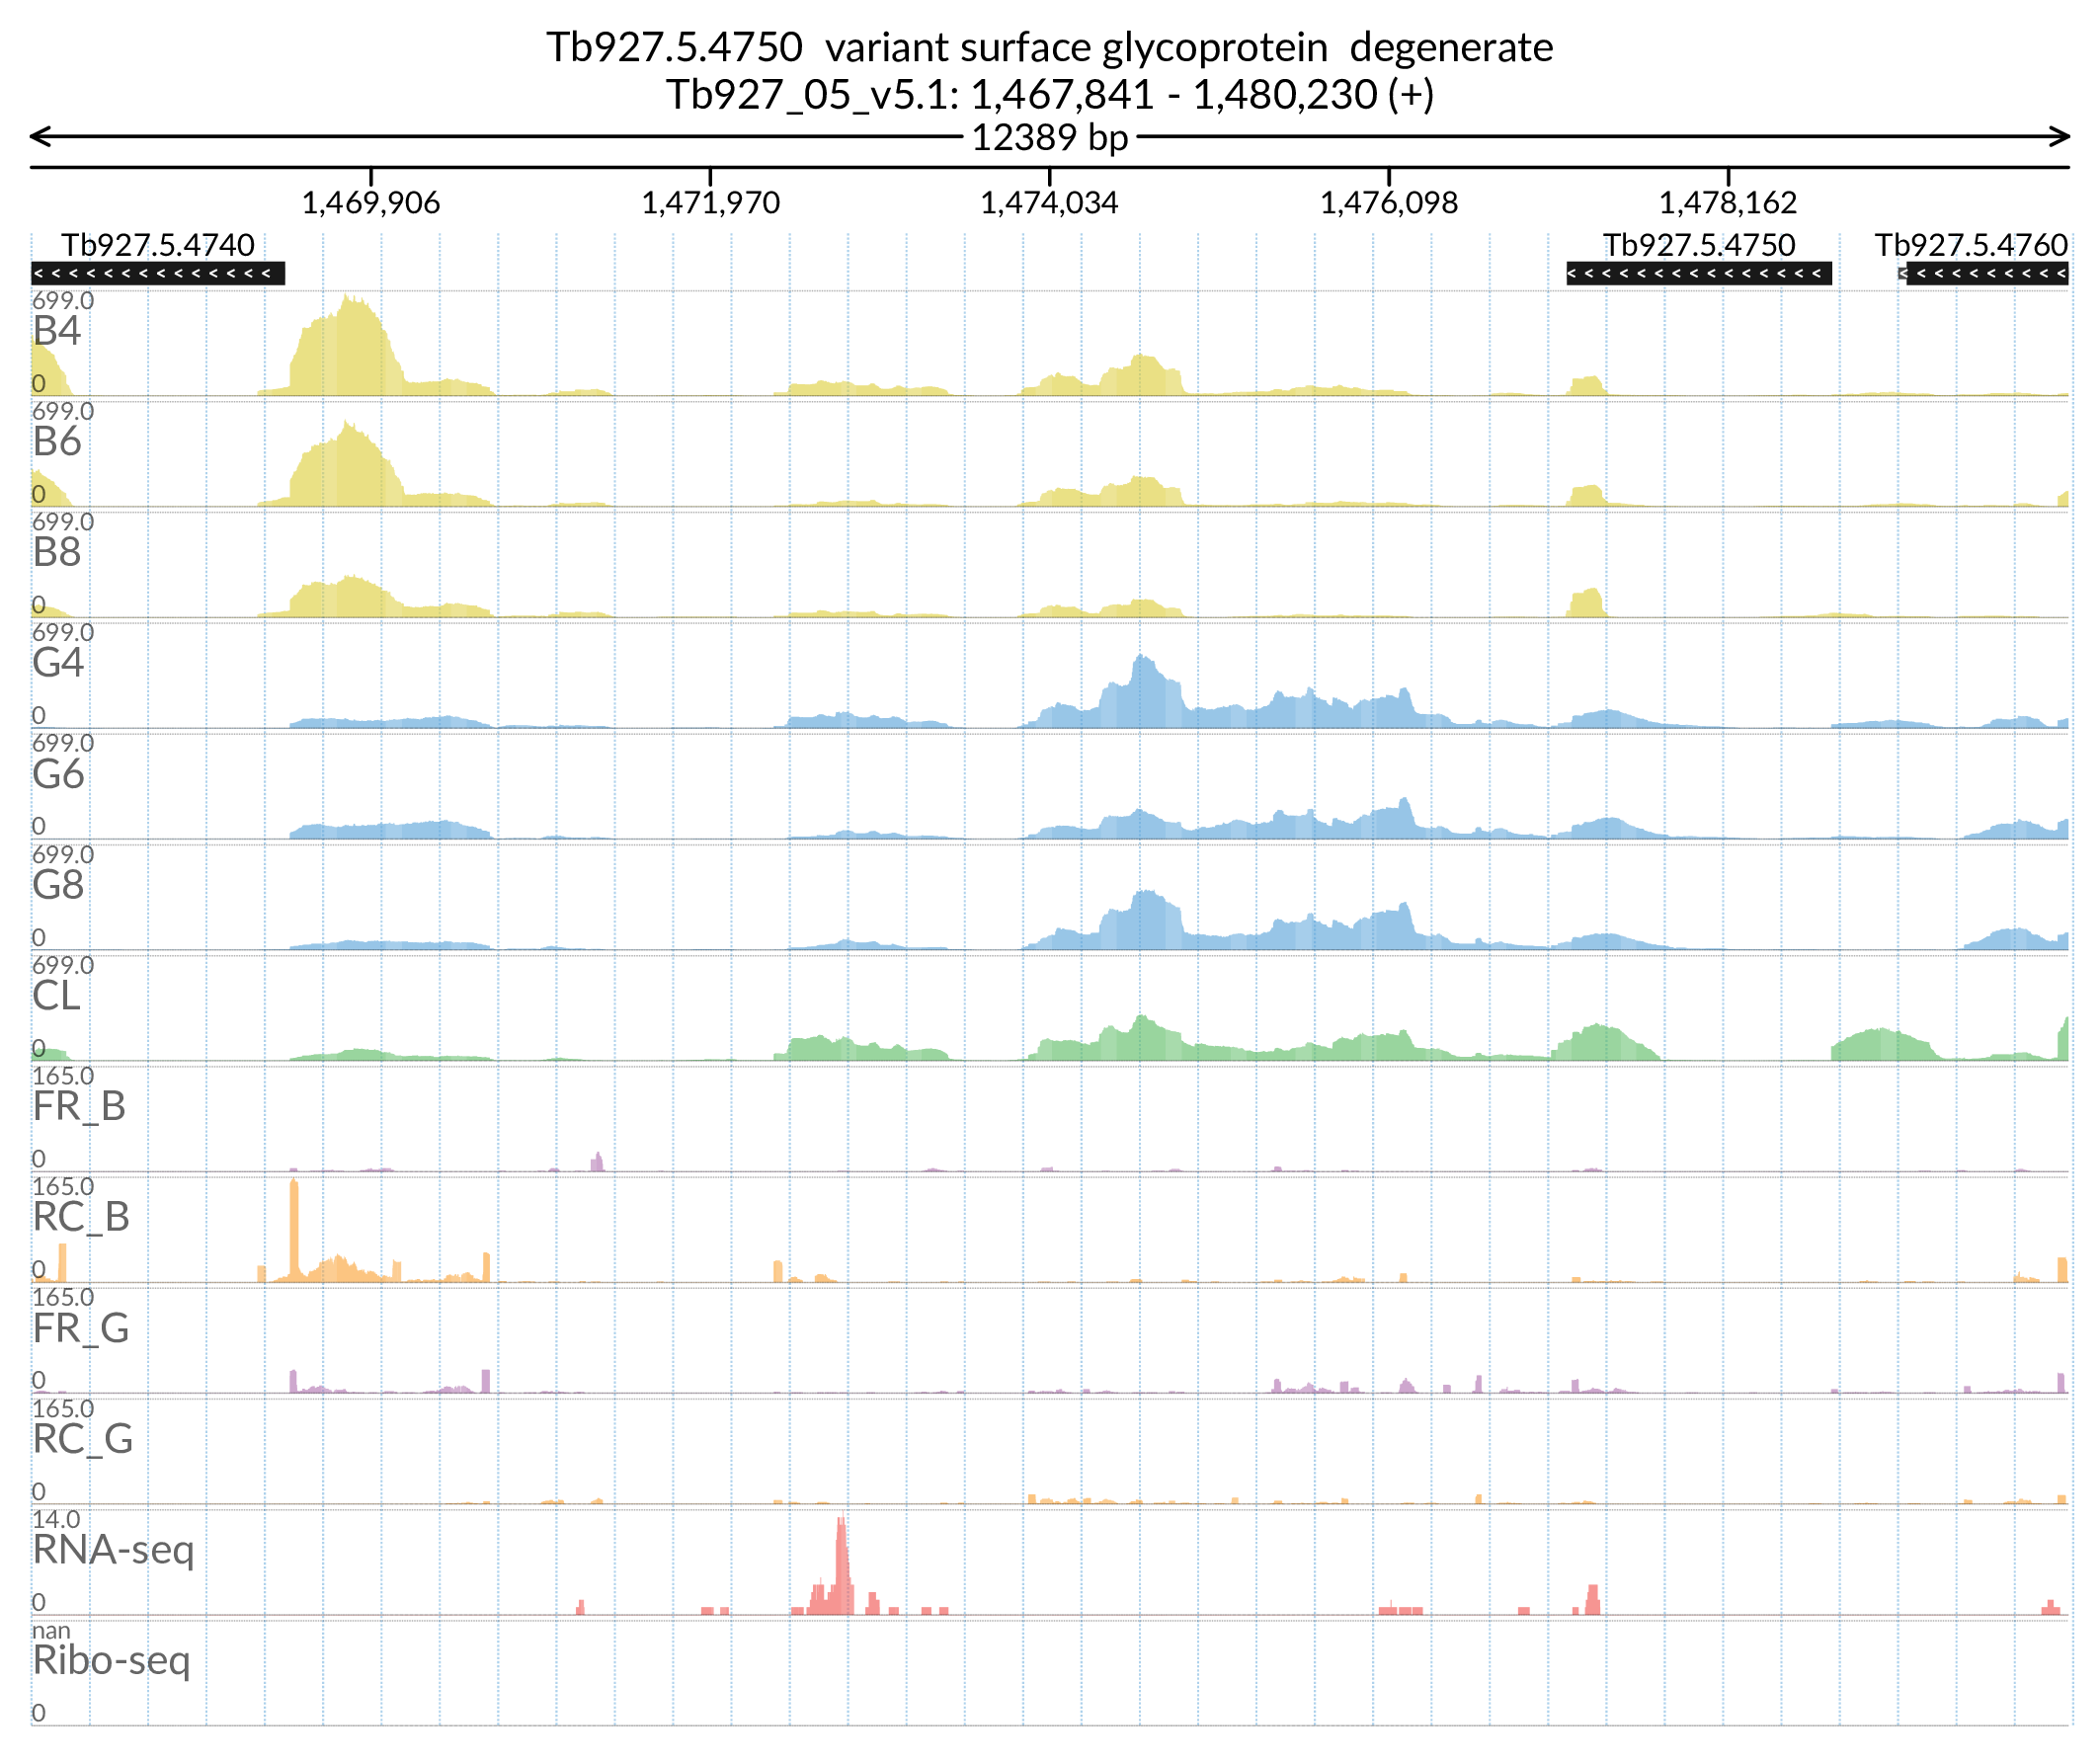 Tb927.5.4750 variant surface glycoprotein degenerate
Tb927_05_v5.1: 1,467,841 - 1,480,230 (+)
12389 bp
1,469,906 1,471,970 1,474,034 1,476,098 1,478,162
Tb927.5.4740 Tb927.5.4750 Tb927.5.4760
699.0
B4
0
699.0
B6
0
699.0
B8
0
699.0
G4
0
699.0
G6
0
699.0
G8
0
699.0
CL
0
165.0
FR_B
0
165.0
RC_B
0
165.0
FR_G
0
165.0
RC_G
0
14.0
RNA-seq
0
nan
Ribo-seq
0